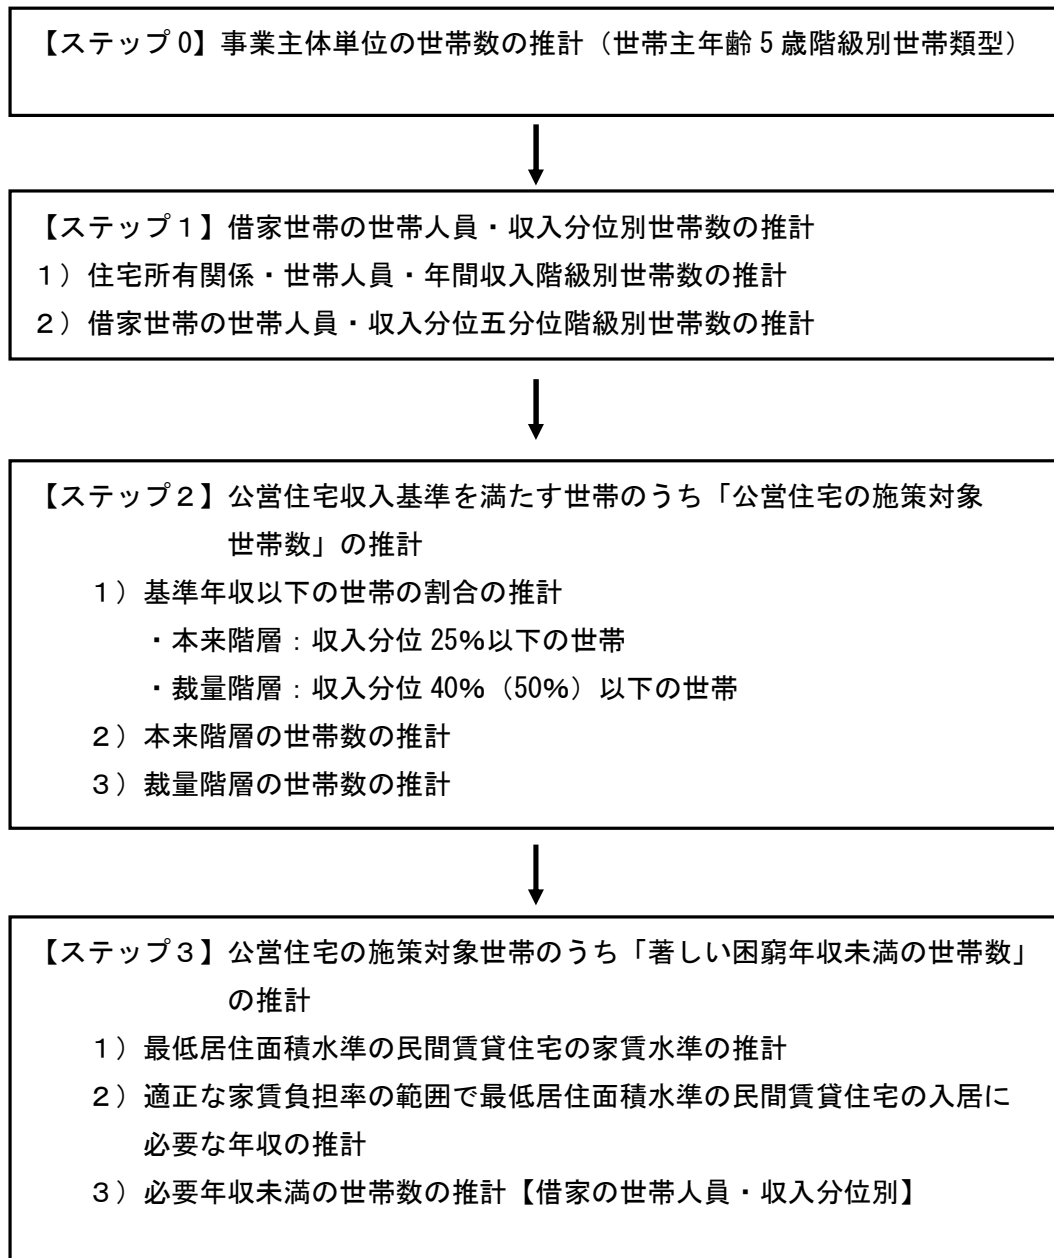 【ステップ0】事業主体単位の世帯数の推計（世帯主年齢5歳階級別世帯類型）
【ステップ１】借家世帯の世帯人員・収入分位別世帯数の推計
１）住宅所有関係・世帯人員・年間収入階級別世帯数の推計
２）借家世帯の世帯人員・収入分位五分位階級別世帯数の推計
【ステップ２】公営住宅収入基準を満たす世帯のうち「公営住宅の施策対象
世帯数」の推計
１）基準年収以下の世帯の割合の推計
・本来階層：収入分位 25％以下の世帯
・裁量階層：収入分位 40％（50％）以下の世帯
２）本来階層の世帯数の推計
３）裁量階層の世帯数の推計
【ステップ３】公営住宅の施策対象世帯のうち「著しい困窮年収未満の世帯数」
の推計
１）最低居住面積水準の民間賃貸住宅の家賃水準の推計
２）適正な家賃負担率の範囲で最低居住面積水準の民間賃貸住宅の入居に
必要な年収の推計
３）必要年収未満の世帯数の推計【借家の世帯人員・収入分位別】